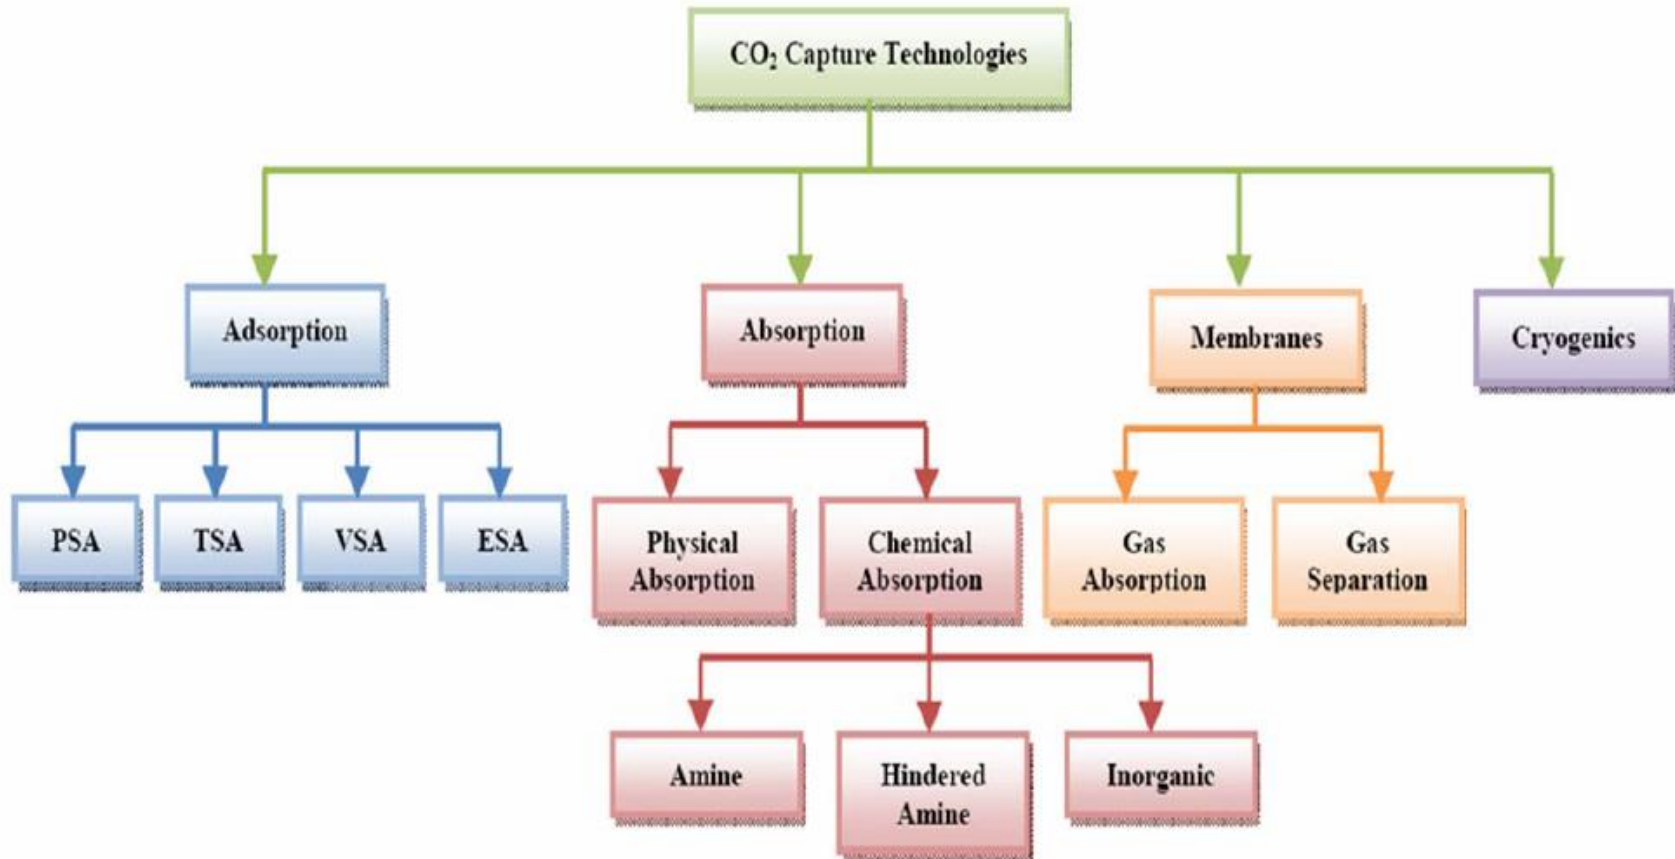 CO₂ Capture Technologies
Adsorption
Absorption
Membranes
Cryogenics
PSA
TSA
VSA
ESA
Physical
Absorption
Chemical
Absorption
Gas
Absorption
Gas
Separation
Amine
Hindered
Amine
Inorganic